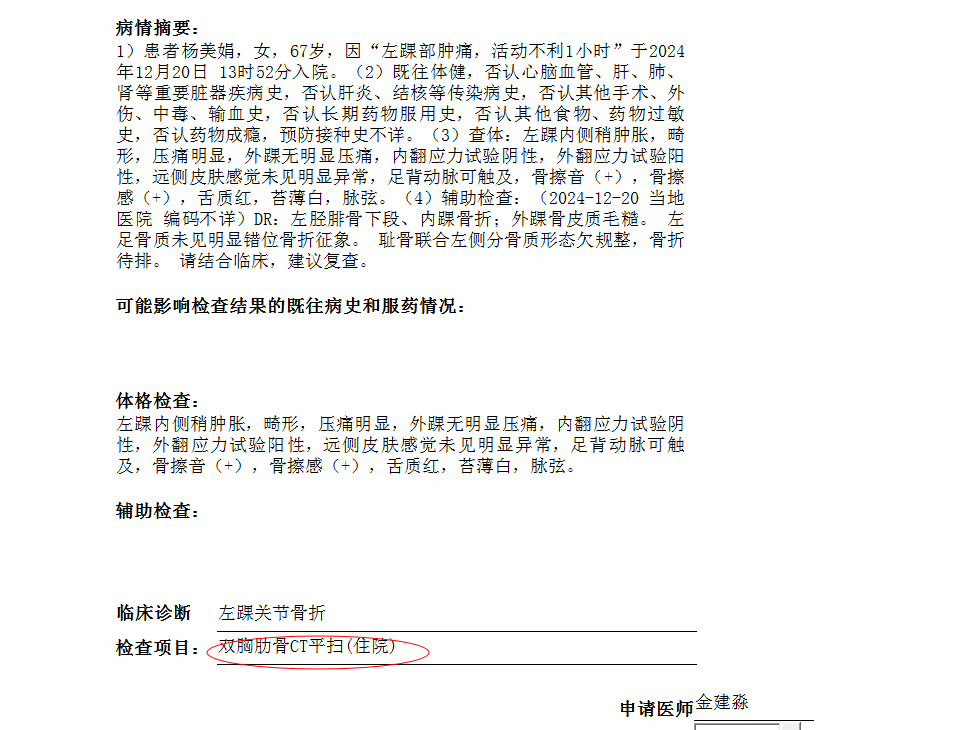 病情摘要：
1）患者杨美娟，女，67岁，因“左踝部肿痛，活动不利1小时”于2024
年12月20日 13时52分入院。（2）既往体健，否认心脑血管、肝、肺、
肾等重要脏器疾病史，否认肝炎、结核等传染病史，否认其他手术、外
伤、中毒、输血史，否认长期药物服用史，否认其他食物、药物过敏
史，否认药物成瘾，预防接种史不详。（3）查体：左踝内侧稍肿胀，畸
形，压痛明显，外踝无明显压痛，内翻应力试验阴性，外翻应力试验阳
性，远侧皮肤感觉未见明显异常，足背动脉可触及，骨擦音（+），骨擦
感（+），舌质红，苔薄白，脉弦。（4）辅助检查：（2024-12-20 当地
医院 编码不详）DR：左胫腓骨下段、内踝骨折；外踝骨皮质毛糙。 左
足骨质未见明显错位骨折征象。 耻骨联合左侧分骨质形态欠规整，骨折
待排。 请结合临床，建议复查。
可能影响检查结果的既往病史和服药情况：
体格检查：
左踝内侧稍肿胀，畸形，压痛明显，外踝无明显压痛，内翻应力试验阴
性，外翻应力试验阳性，远侧皮肤感觉未见明显异常，足背动脉可触
及，骨擦音（+），骨擦感（+），舌质红，苔薄白，脉弦。
辅助检查：
临床诊断 左踝关节骨折
检查项目： 双胸肋骨CT平扫(住院)
申请医师 金建淼